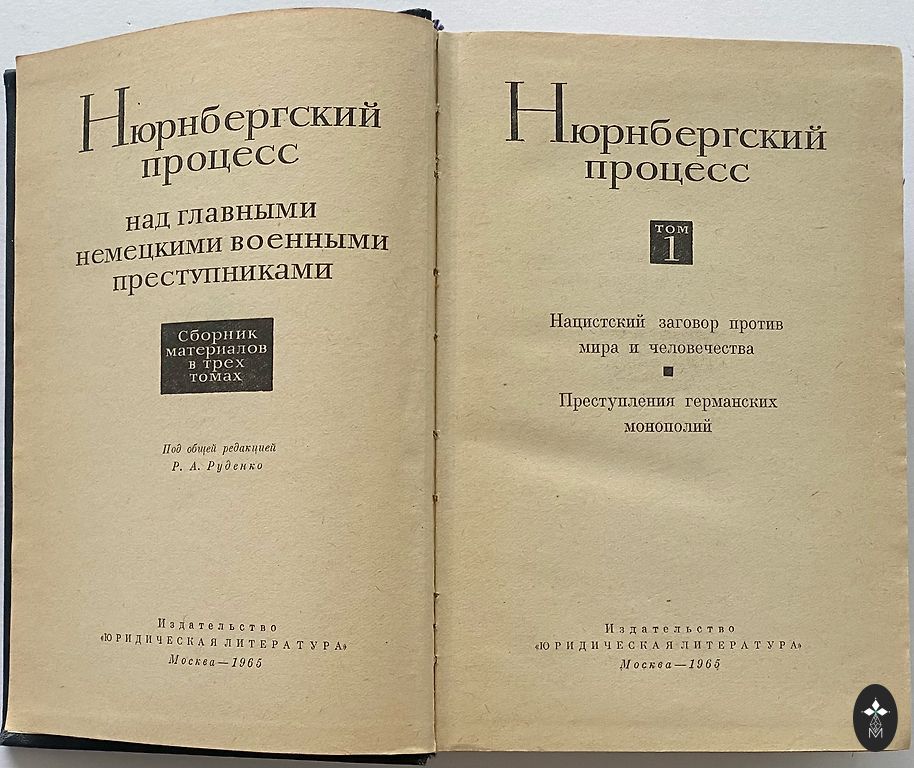 Нюрнбергский
процесс
над главными
немецкими военными
преступниками
Сборник
материалов
в трех
томах
Под общей редакцией
Р. А. Руденко
Издательство
«ЮРИДИЧЕСКАЯ ЛИТЕРАТУРА»
Москва—1965
Нюрнбергский
процесс
ТОМ
1
Нацистский заговор против
мира и человечества
Преступления германских
монополий
Издательство
«ЮРИДИЧЕСКАЯ ЛИТЕРАТУРА»
Москва—1965
M